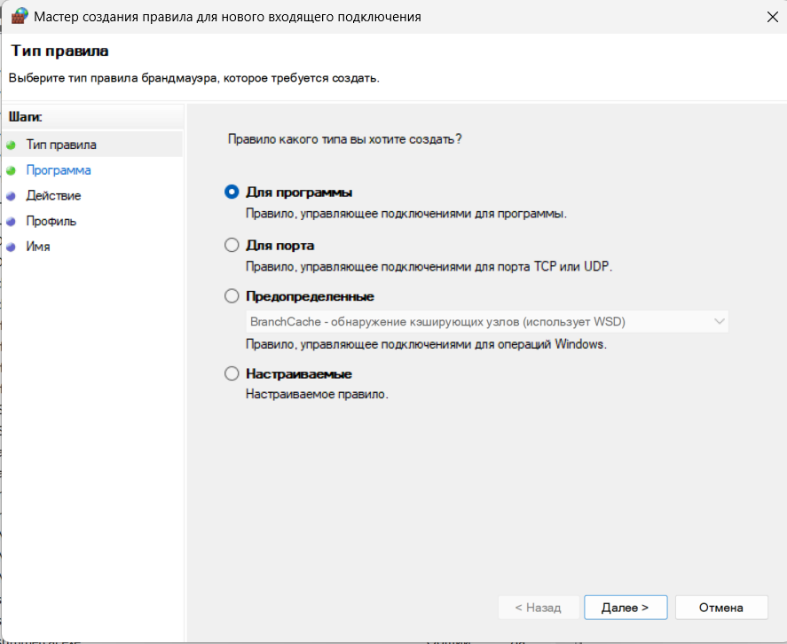 Мастер создания правила для нового входящего подключения
Тип правила
Выберите тип правила брандмауэра, которое требуется создать.
Шаги:
Тип правила
Программа
Действие
Профиль
Имя
Правило какого типа вы хотите создать?
Для программы
Правило, управляющее подключениями для программы.
Для порта
Правило, управляющее подключениями для порта TCP или UDP.
Предопределенные
BranchCache - обнаружение кэширующих узлов (использует WSD)
Правило, управляющее подключениями для операций Windows.
Настраиваемые
Настраиваемое правило.
< Назад
Далее >
Отмена